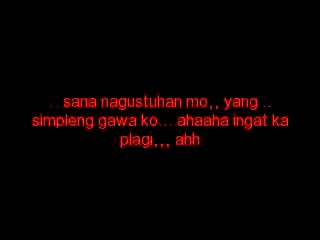 .. sana nagustuhan mo,, yang ..
simpleng gawa ko....ahaaha ingat ka
plagi,,, ahh